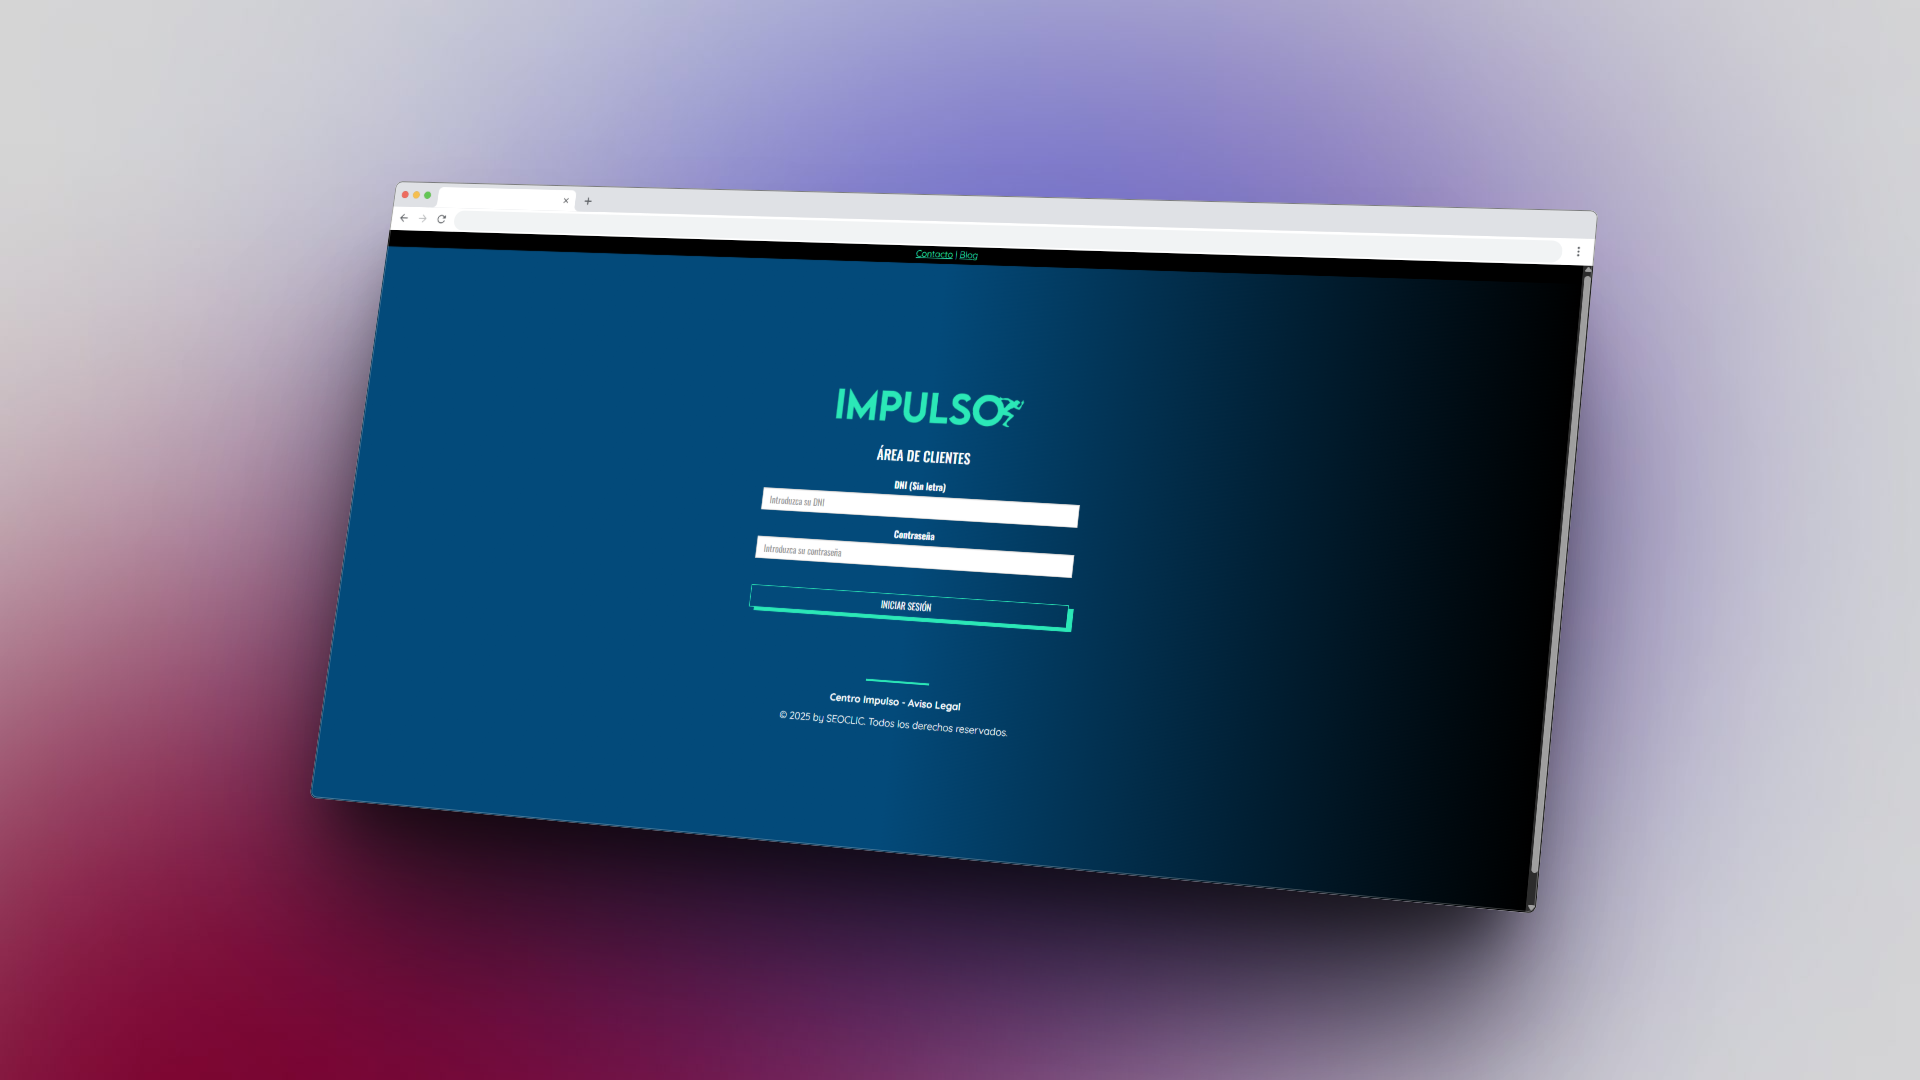 Contacto | Blog
IMPULSO
ÁREA DE CLIENTES
DNI (Sin letra)
Introduzca su DNI
Contraseña
Introduzca su contraseña
INICIAR SESIÓN
Centro Impulso - Aviso Legal
© 2025 by SEOCLIC. Todos los derechos reservados.